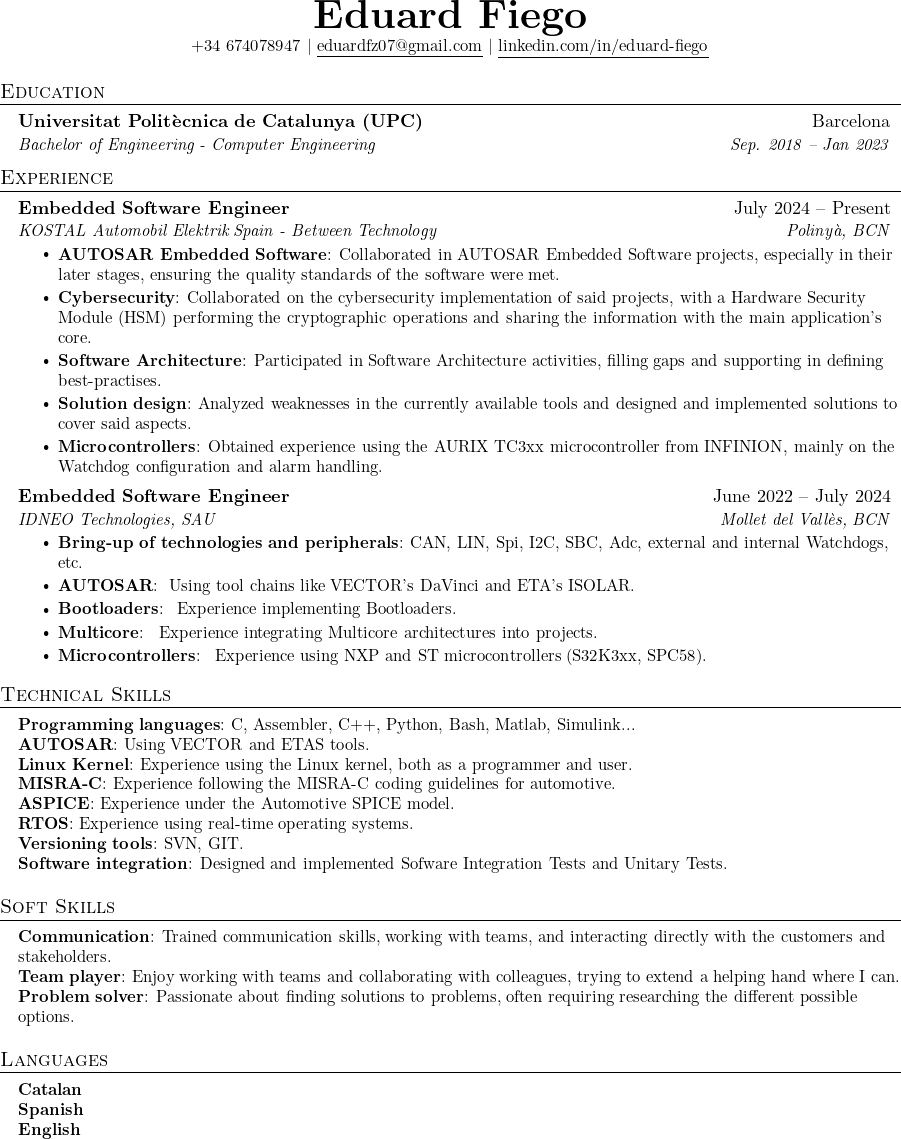 Eduard Fiego
+34 674078947 | eduardfz07@gmail.com | linkedin.com/in/eduard-fiego
Education
Universitat Politècnica de Catalunya (UPC) Barcelona
Bachelor of Engineering - Computer Engineering Sep. 2018 – Jan 2023
Experience
Embedded Software Engineer July 2024 – Present
KOSTAL Automobil Elektrik Spain - Between Technology Polinyà, BCN
• AUTOSAR Embedded Software: Collaborated in AUTOSAR Embedded Software projects, especially in their
later stages, ensuring the quality standards of the software were met.
• Cybersecurity: Collaborated on the cybersecurity implementation of said projects, with a Hardware Security
Module (HSM) performing the cryptographic operations and sharing the information with the main application's
core.
• Software Architecture: Participated in Software Architecture activities, filling gaps and supporting in defining
best-practises.
• Solution design: Analyzed weaknesses in the currently available tools and designed and implemented solutions to
cover said aspects.
• Microcontrollers: Obtained experience using the AURIX TC3xx microcontroller from INFINION, mainly on the
Watchdog configuration and alarm handling.
Embedded Software Engineer June 2022 – July 2024
IDNEO Technologies, SAU Mollet del Vallès, BCN
• Bring-up of technologies and peripherals: CAN, LIN, Spi, I2C, SBC, Adc, external and internal Watchdogs,
etc.
• AUTOSAR: Using tool chains like VECTOR's DaVinci and ETA's ISOLAR.
• Bootloaders: Experience implementing Bootloaders.
• Multicore: Experience integrating Multicore architectures into projects.
• Microcontrollers: Experience using NXP and ST microcontrollers (S32K3xx, SPC58).
Technical Skills
Programming languages: C, Assembler, C++, Python, Bash, Matlab, Simulink...
AUTOSAR: Using VECTOR and ETAS tools.
Linux Kernel: Experience using the Linux kernel, both as a programmer and user.
MISRA-C: Experience following the MISRA-C coding guidelines for automotive.
ASPICE: Experience under the Automotive SPICE model.
RTOS: Experience using real-time operating systems.
Versioning tools: SVN, GIT.
Software integration: Designed and implemented Sofware Integration Tests and Unitary Tests.
Soft Skills
Communication: Trained communication skills, working with teams, and interacting directly with the customers and
stakeholders.
Team player: Enjoy working with teams and collaborating with colleagues, trying to extend a helping hand where I can.
Problem solver: Passionate about finding solutions to problems, often requiring researching the different possible
options.
Languages
Catalan
Spanish
English